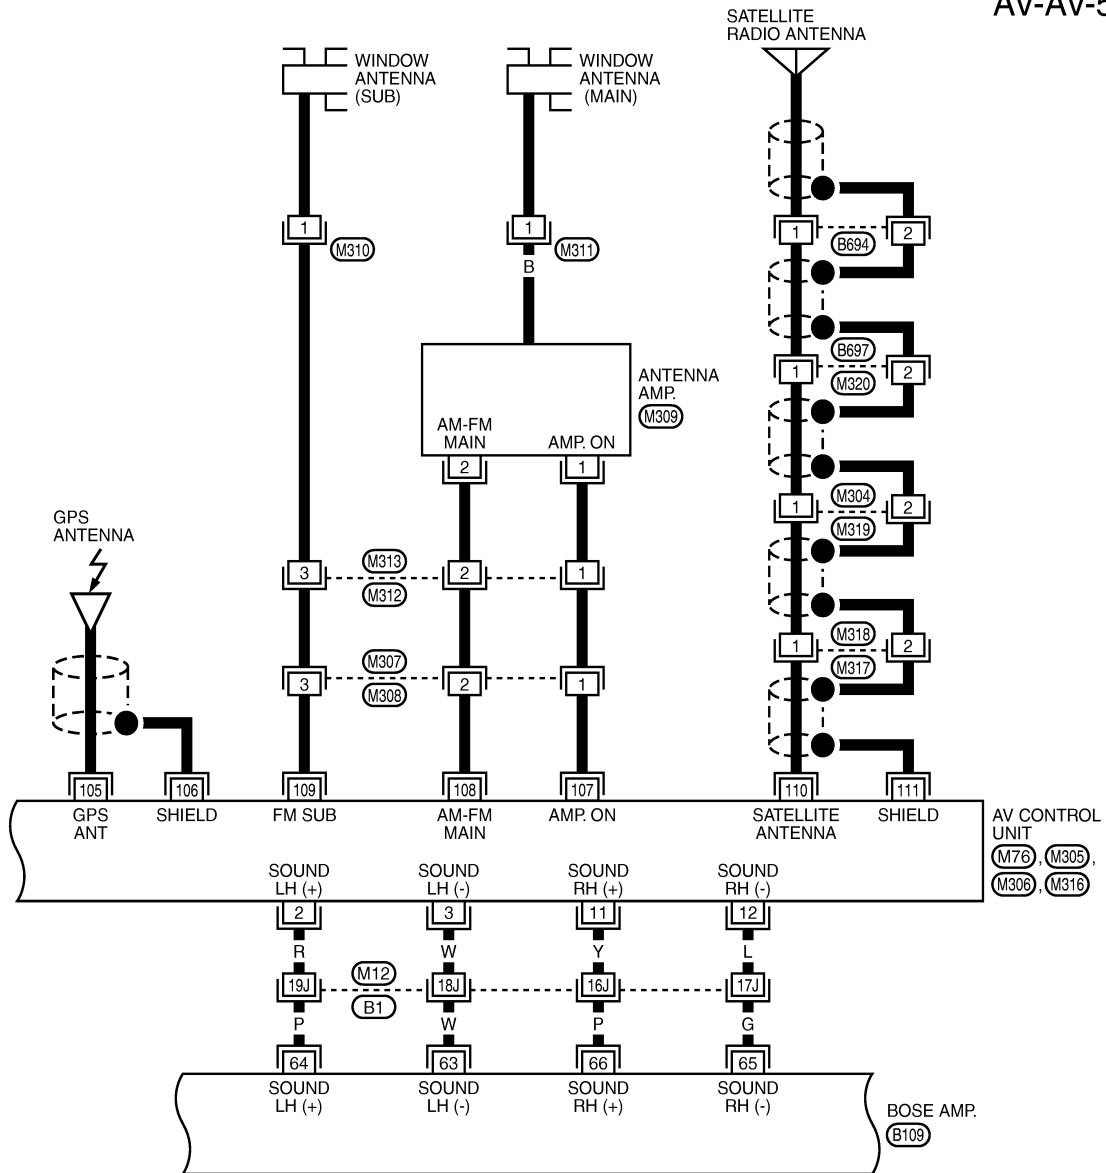 AV-AV-5
SATELLITE
RADIO ANTENNA
WINDOW
ANTENNA
(SUB)
WINDOW
ANTENNA
(MAIN)
1
M310
1
M311
B
1
2
B694
B697
1
2
M320
ANTENNA
AMP.
M309
AM-FM
MAIN
AMP. ON
2
1
M304
1
2
M319
GPS
ANTENNA
M313
3
2
1
M312
M318
1
2
M317
M307
3
2
1
M308
105
106
109
108
107
110
111
GPS
ANT
SHIELD
FM SUB
AM-FM
MAIN
AMP. ON
SATELLITE
ANTENNA
SHIELD
AV CONTROL
UNIT
M76 , M305 ,
M306 , M316
SOUND
LH (+)
SOUND
LH (-)
SOUND
RH (+)
SOUND
RH (-)
2
3
11
12
R
W
Y
L
M12
19J
18J
16J
17J
B1
P
W
P
G
64
63
66
65
SOUND
LH (+)
SOUND
LH (-)
SOUND
RH (+)
SOUND
RH (-)
BOSE AMP.
B109